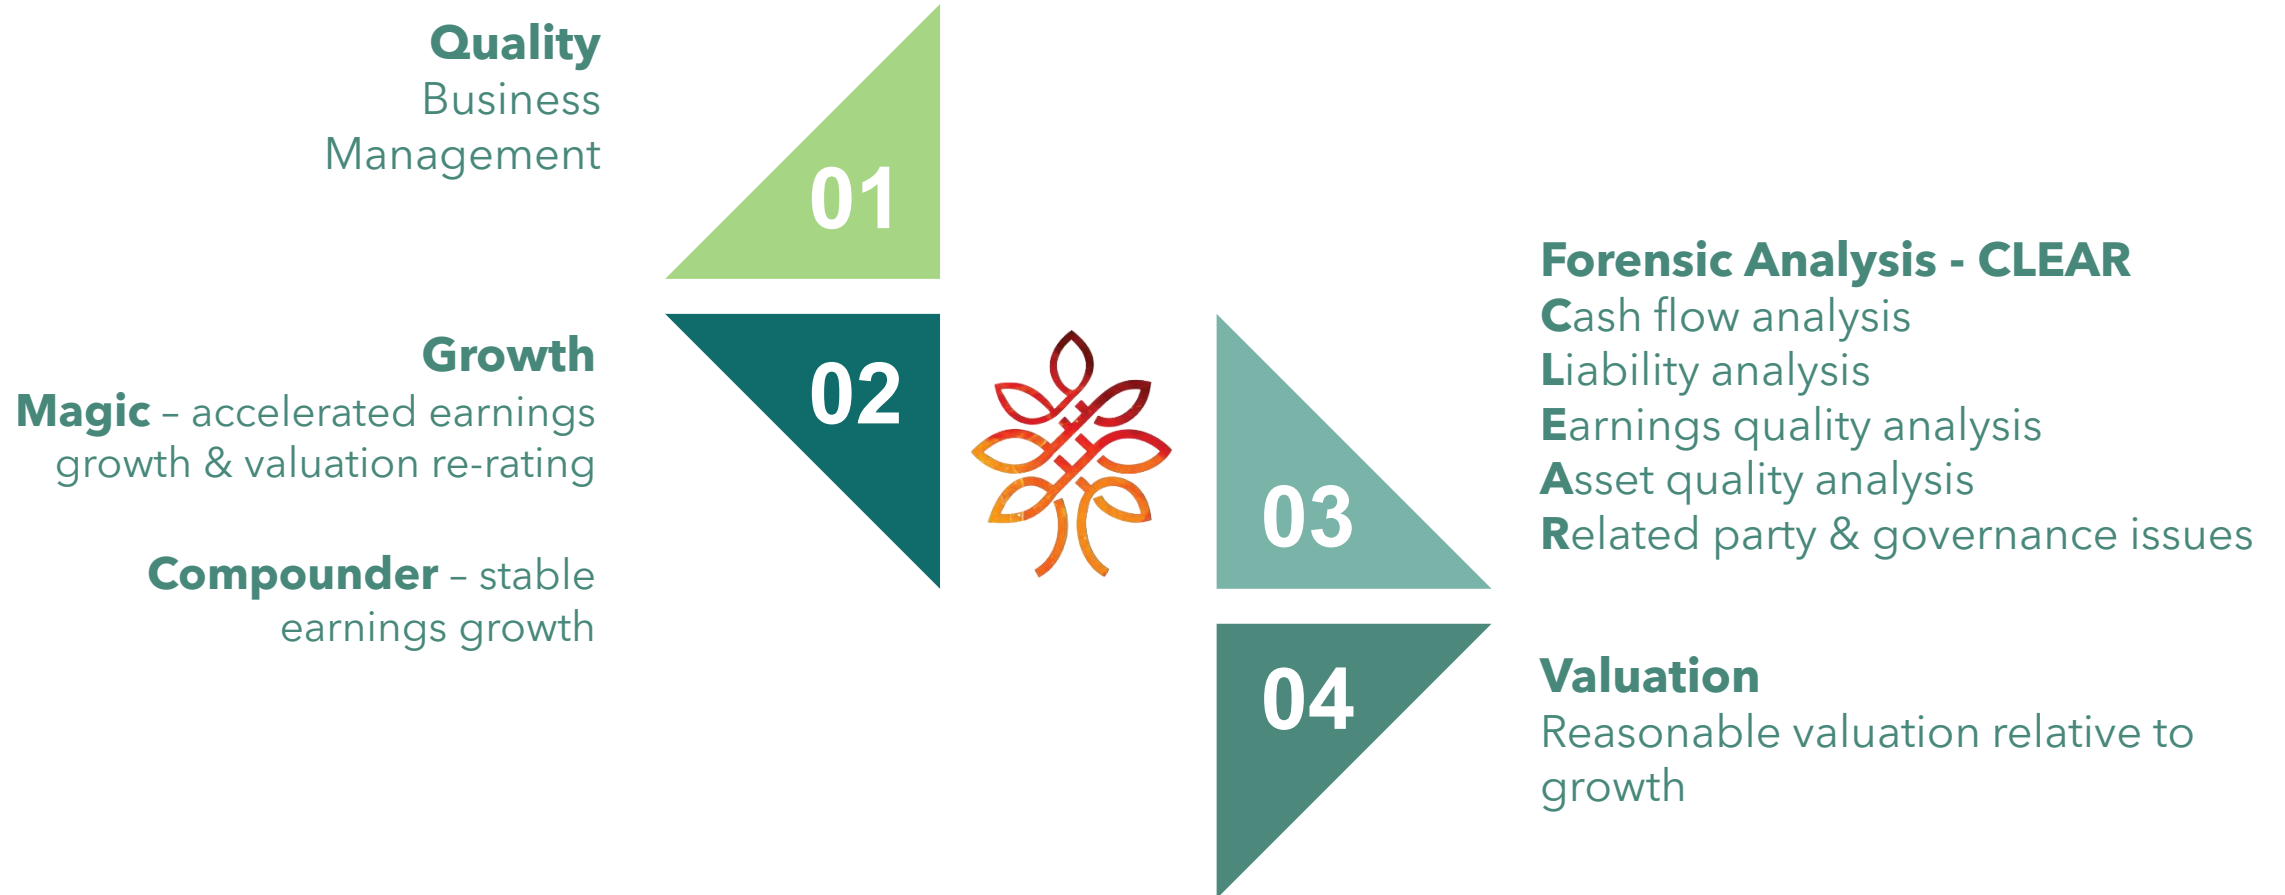 Quality
Business
Management
01
Growth
Magic – accelerated earnings
growth & valuation re-rating
Compounder – stable
earnings growth
02
03
Forensic Analysis - CLEAR
Cash flow analysis
Liability analysis
Earnings quality analysis
Asset quality analysis
Related party & governance issues
04
Valuation
Reasonable valuation relative to
growth